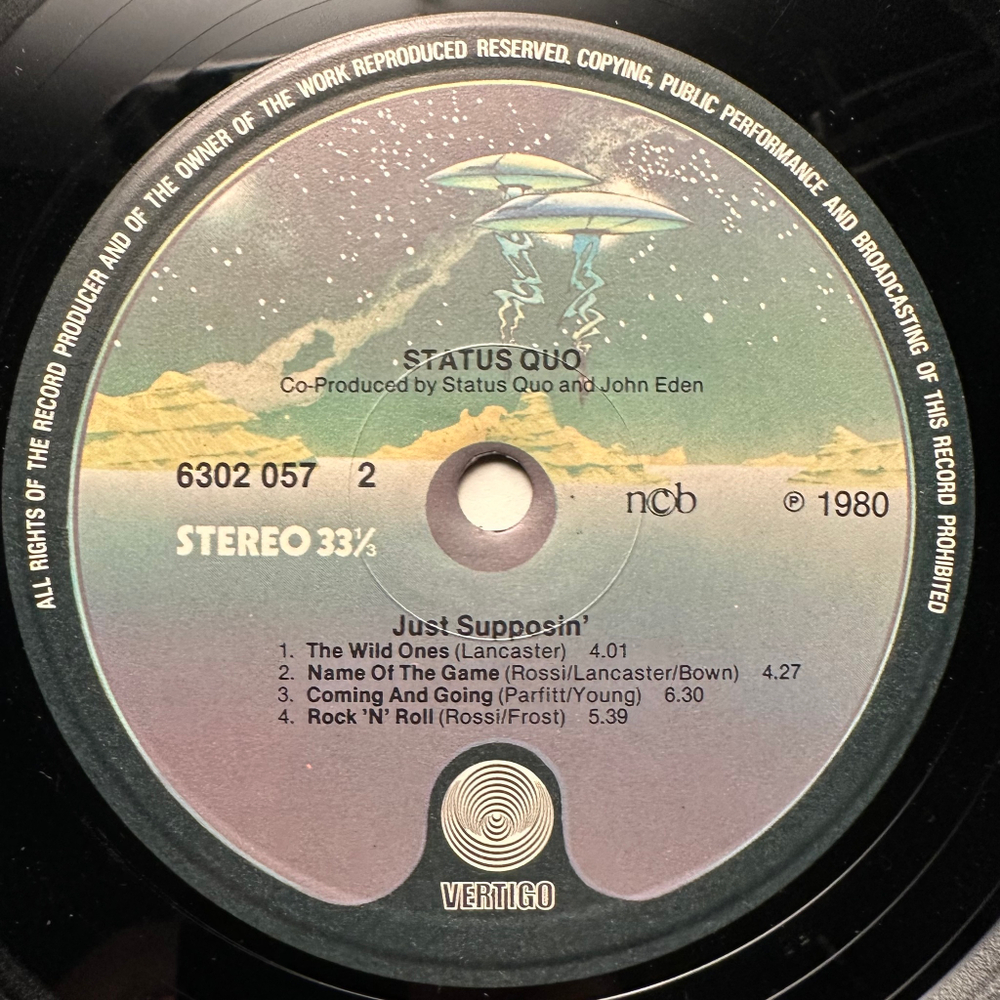 ALL RIGHTS OF THE RECORD PRODUCER AND OF THE OWNER OF THE WORK REPRODUCED RESERVED. COPYING, PUBLIC PERFORMANCE AND BROADCASTING OF THIS RECORD PROHIBITED
STATUS QUO
Co-Produced by Status Quo and John Eden
6302 057 2
ncb
℗ 1980
STEREO 33⅓
Just Supposin'
1. The Wild Ones (Lancaster) 4.01
2. Name Of The Game (Rossi/Lancaster/Bown) 4.27
3. Coming And Going (Parfitt/Young) 6.30
4. Rock 'N' Roll (Rossi/Frost) 5.39
VERTIGO